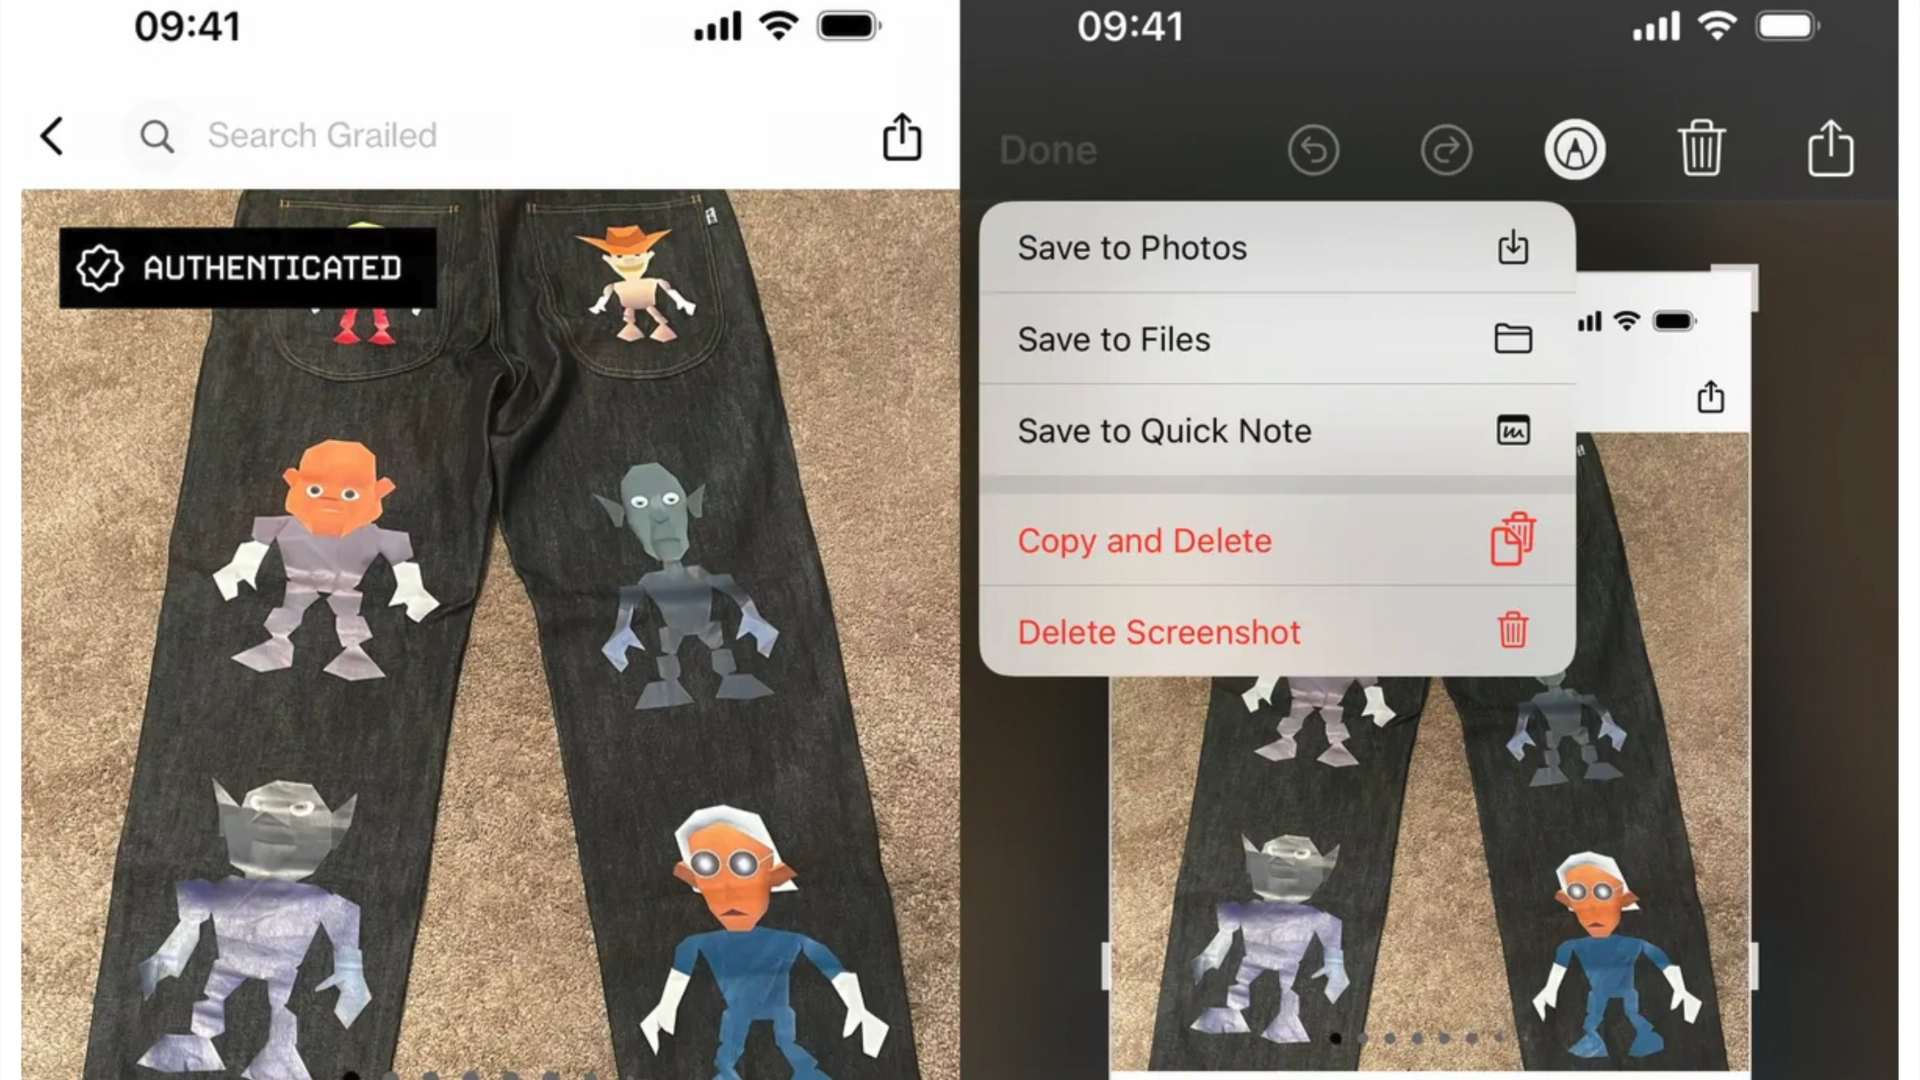 09:41
Search Grailed
AUTHENTICATED
09:41
Done
Save to Photos
Save to Files
Save to Quick Note
Copy and Delete
Delete Screenshot